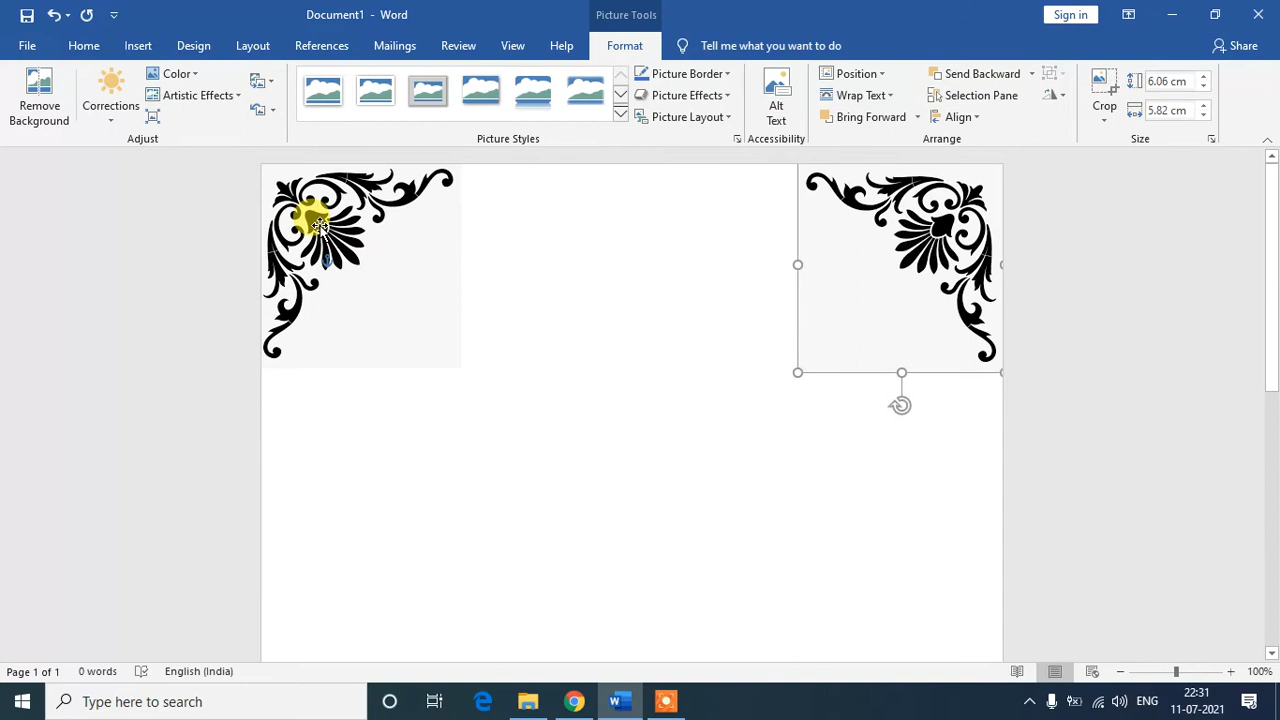 Document1 - Word
Picture Tools
Sign in
File
Home
Insert
Design
Layout
References
Mailings
Review
View
Help
Format
Tell me what you want to do
Share
Remove Background
Corrections
Color
Artistic Effects
Adjust
Picture Styles
Picture Border
Picture Effects
Picture Layout
Alt Text
Accessibility
Position
Wrap Text
Bring Forward
Send Backward
Selection Pane
Align
Arrange
Crop
6.06 cm
5.82 cm
Size
Page 1 of 1
0 words
English (India)
100%
Type here to search
ENG
22:31
11-07-2021